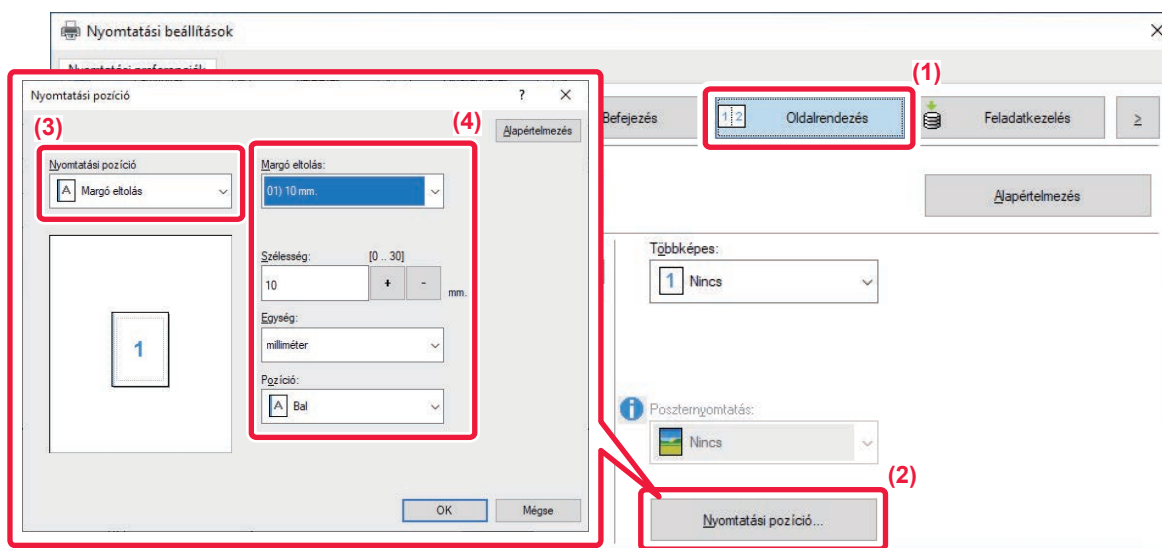 Nyomtatási beállítások
Nyomtatási preferenciák
(1)
Befejezés
Oldalrendezés
Feladatkezelés
>
Alapértelmezés
Többképes:
1 Nincs
Poszternyomtatás:
Nincs
(2)
Nyomtatási pozíció...
Nyomtatási pozíció
? X
(3)
(4)
Alapértelmezés
Nyomtatási pozíció
A Margó eltolás
Margó eltolás:
01) 10 mm.
Szélesség: [0 .. 30]
10 + - mm.
Egység:
milliméter
Pozíció:
A Bal
1
OK Mégse